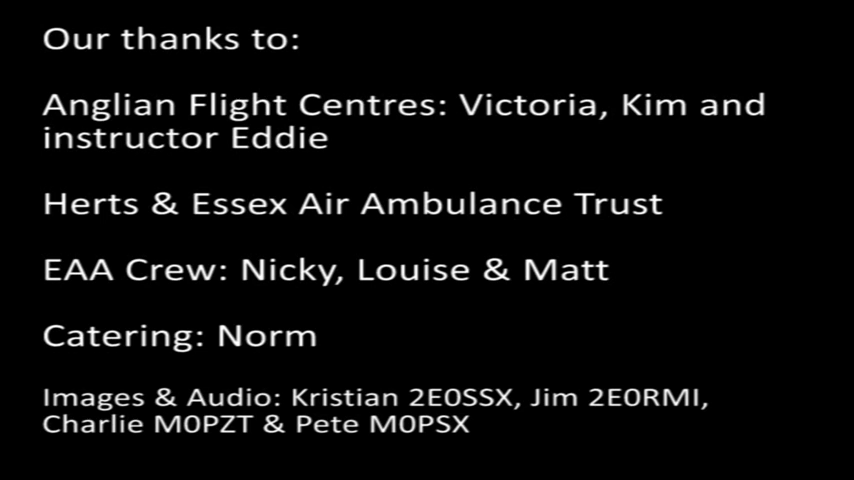 Our thanks to:
Anglian Flight Centres: Victoria, Kim and
instructor Eddie
Herts & Essex Air Ambulance Trust
EAA Crew: Nicky, Louise & Matt
Catering: Norm
Images & Audio: Kristian 2E0SSX, Jim 2E0RMI,
Charlie M0PZT & Pete M0PSX